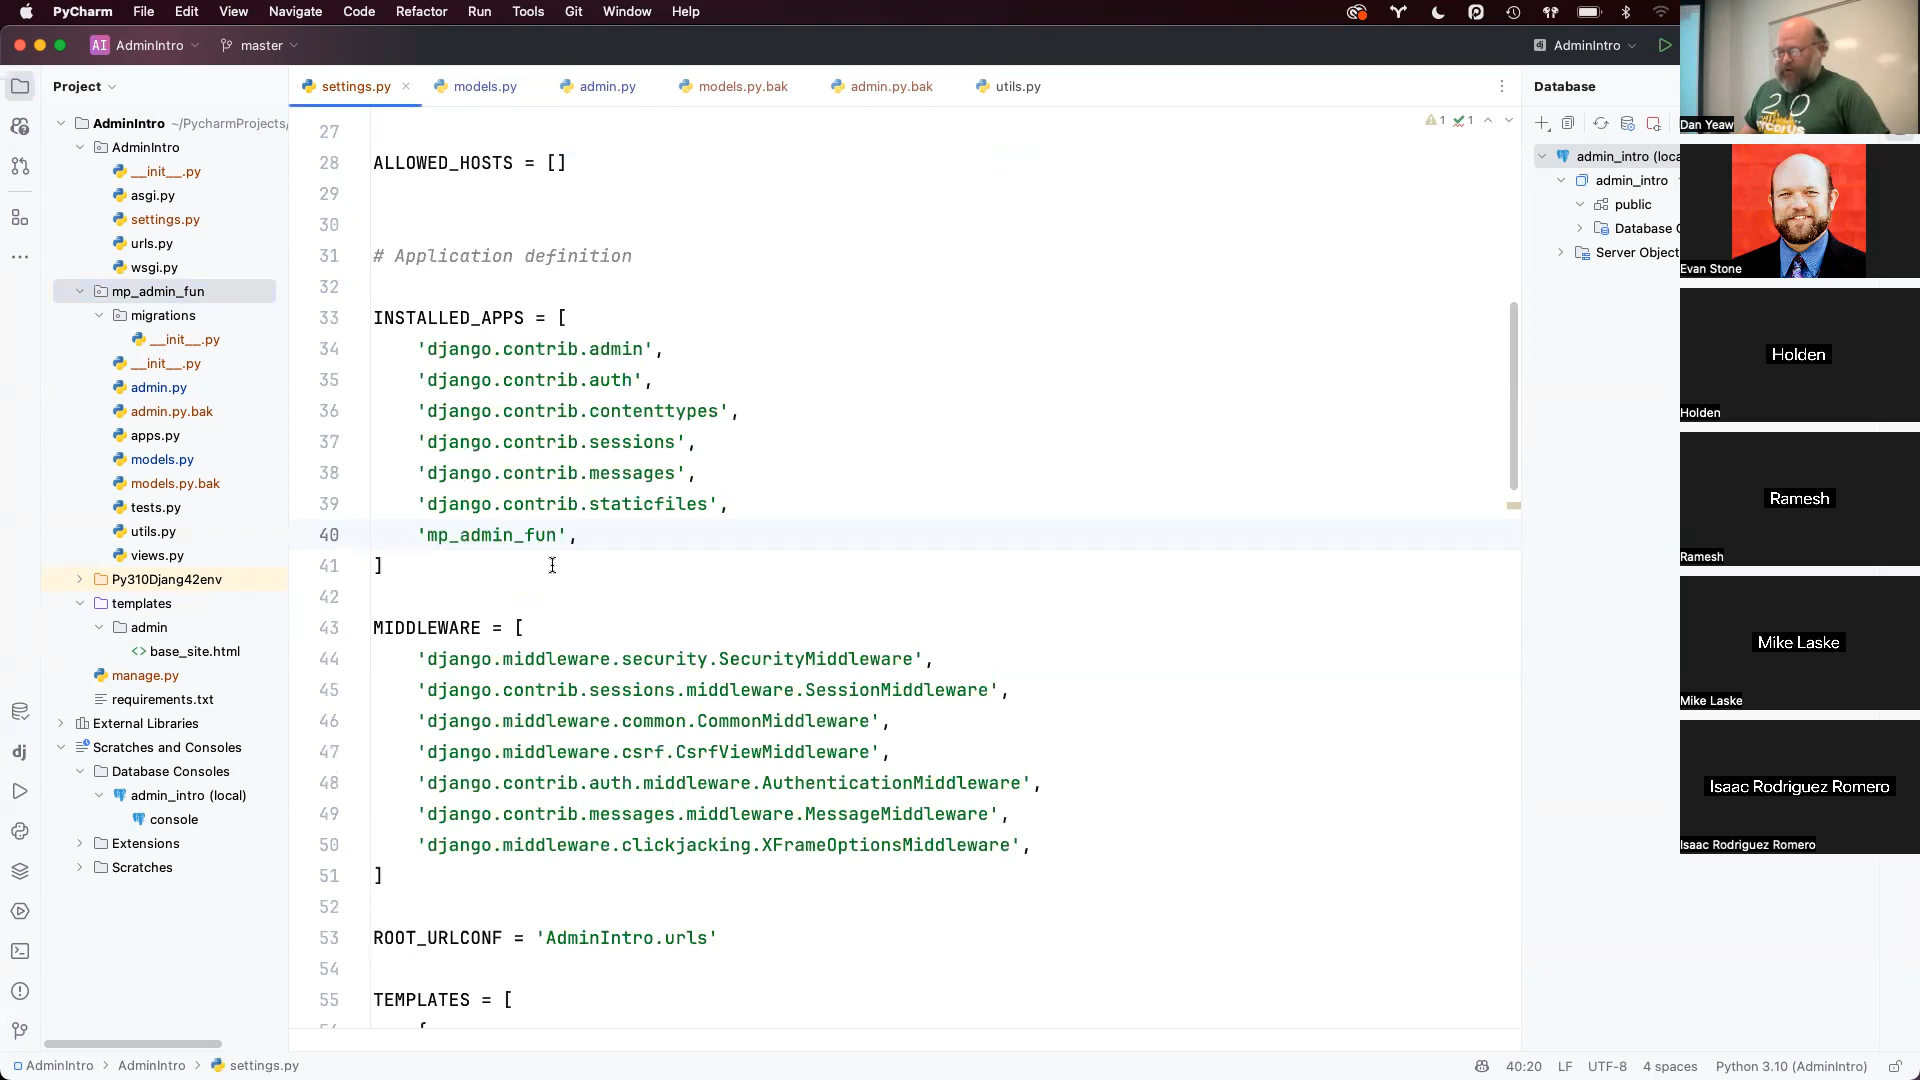 PyCharm File Edit View Navigate Code Refactor Run Tools Git Window Help
AI AdminIntro master AdminIntro
Project
settings.py models.py admin.py models.py.bak admin.py.bak utils.py
Database
AdminIntro ~/PycharmProjects/
AdminIntro
__init__.py
asgi.py
settings.py
urls.py
wsgi.py
mp_admin_fun
migrations
__init__.py
__init__.py
admin.py
admin.py.bak
apps.py
models.py
models.py.bak
tests.py
utils.py
views.py
Py310Djang42env
templates
admin
<> base_site.html
manage.py
requirements.txt
External Libraries
Scratches and Consoles
Database Consoles
admin_intro (local)
console
Extensions
Scratches
dj
27
28 ALLOWED_HOSTS = []
29
30
31 # Application definition
32
33 INSTALLED_APPS = [
34 'django.contrib.admin',
35 'django.contrib.auth',
36 'django.contrib.contenttypes',
37 'django.contrib.sessions',
38 'django.contrib.messages',
39 'django.contrib.staticfiles',
40 'mp_admin_fun',
41 ]
42
43 MIDDLEWARE = [
44 'django.middleware.security.SecurityMiddleware',
45 'django.contrib.sessions.middleware.SessionMiddleware',
46 'django.middleware.common.CommonMiddleware',
47 'django.middleware.csrf.CsrfViewMiddleware',
48 'django.contrib.auth.middleware.AuthenticationMiddleware',
49 'django.contrib.messages.middleware.MessageMiddleware',
50 'django.middleware.clickjacking.XFrameOptionsMiddleware',
51 ]
52
53 ROOT_URLCONF = 'AdminIntro.urls'
54
55 TEMPLATES = [
1 1
admin_intro (loca
admin_intro
public
Database
Server Object
20
Dan Yeaw
Evan Stone
Holden
Holden
Ramesh
Ramesh
Mike Laske
Mike Laske
Isaac Rodriguez Romero
Isaac Rodriguez Romero
AdminIntro > AdminIntro > settings.py
40:20 LF UTF-8 4 spaces Python 3.10 (AdminIntro)